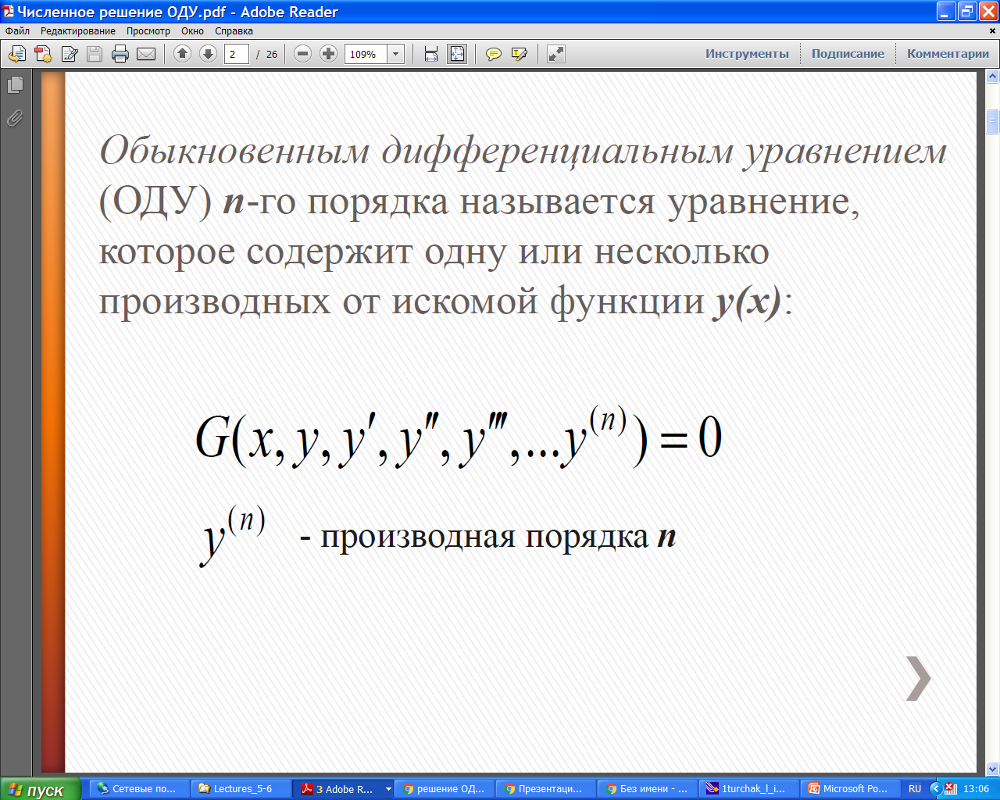 Численное решение ОДУ.pdf - Adobe Reader
Файл Редактирование Просмотр Окно Справка
2 / 26 109% Инструменты Подписание Комментарии
Обыкновенным дифференциальным уравнением
(ОДУ) n-го порядка называется уравнение,
которое содержит одну или несколько
производных от искомой функции y(x):
G(x, y, y′, y″, y‴,...y⁽ⁿ⁾) = 0
y⁽ⁿ⁾ - производная порядка n
пуск Сетевые по... Lectures_5-6 3 Adobe R... решение ОД... Презентаци... Без имени - ... 1turchak_l_i... Microsoft Po... RU 13:06